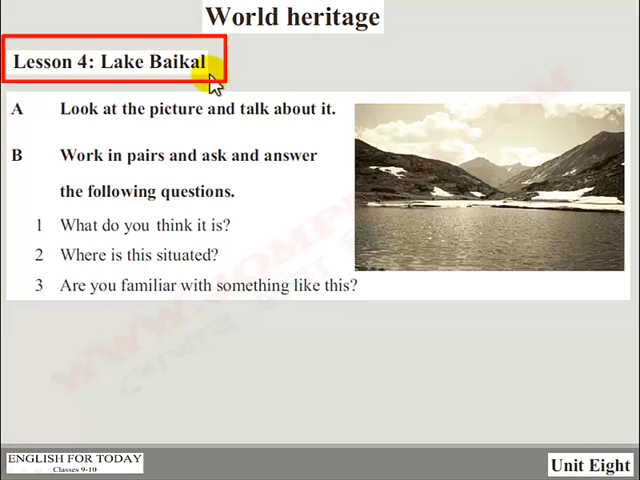 World heritage
Lesson 4: Lake Baikal
A Look at the picture and talk about it.
B Work in pairs and ask and answer
the following questions.
1 What do you think it is?
2 Where is this situated?
3 Are you familiar with something like this?
ENGLISH FOR TODAY
Classes 9-10
Unit Eight